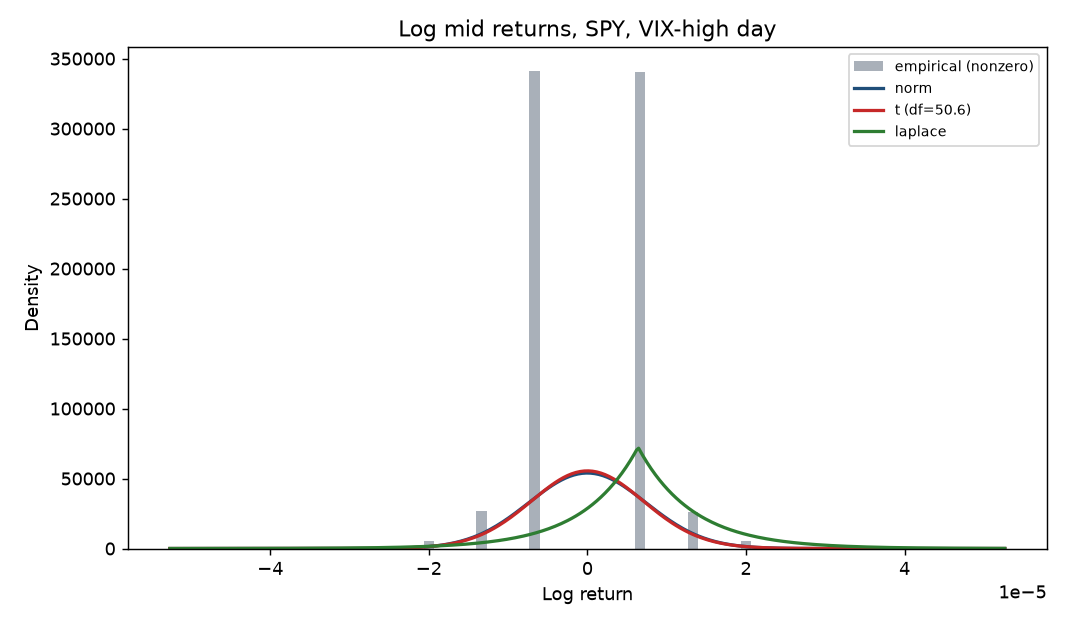 Log mid returns, SPY, VIX-high day
350000
300000
250000
200000
150000
100000
50000
0
Density
empirical (nonzero)
norm
t (df=50.6)
laplace
−4
−2
0
2
4
1e−5
Log return